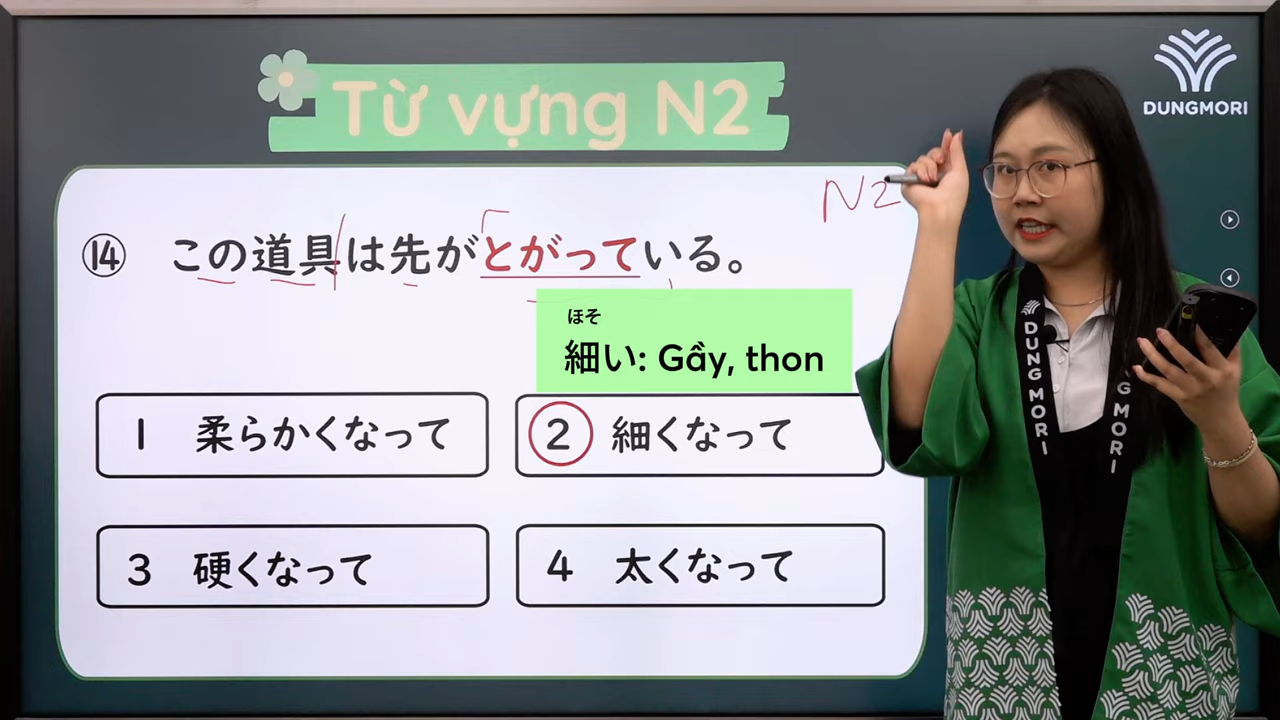 Từ vựng N2
DUNGMORI
N2
⑭ この道具は先がとがっている。
ほそ
細い: Gầy, thon
1 柔らかくなって
2 細くなって
3 硬くなって
4 太くなって
DUNG MORI
G MORI